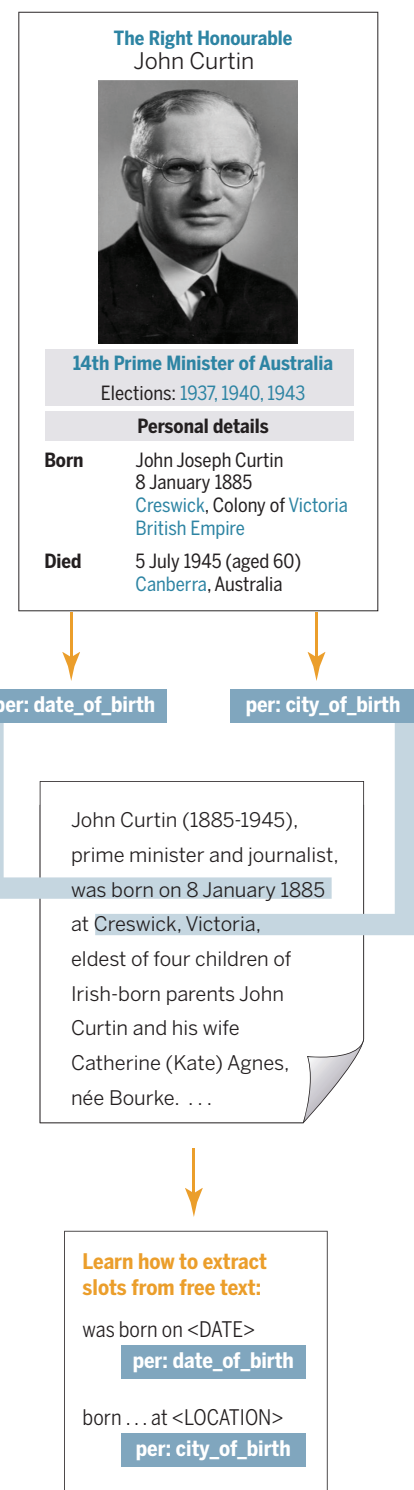 The Right Honourable
John Curtin
14th Prime Minister of Australia
Elections: 1937, 1940, 1943
Personal details
Born John Joseph Curtin
8 January 1885
Creswick, Colony of Victoria
British Empire
Died 5 July 1945 (aged 60)
Canberra, Australia
per: date_of_birth
per: city_of_birth
John Curtin (1885-1945),
prime minister and journalist,
was born on 8 January 1885
at Creswick, Victoria,
eldest of four children of
Irish-born parents John
Curtin and his wife
Catherine (Kate) Agnes,
née Bourke. . . .
Learn how to extract
slots from free text:
was born on <DATE>
per: date_of_birth
born . . . at <LOCATION>
per: city_of_birth